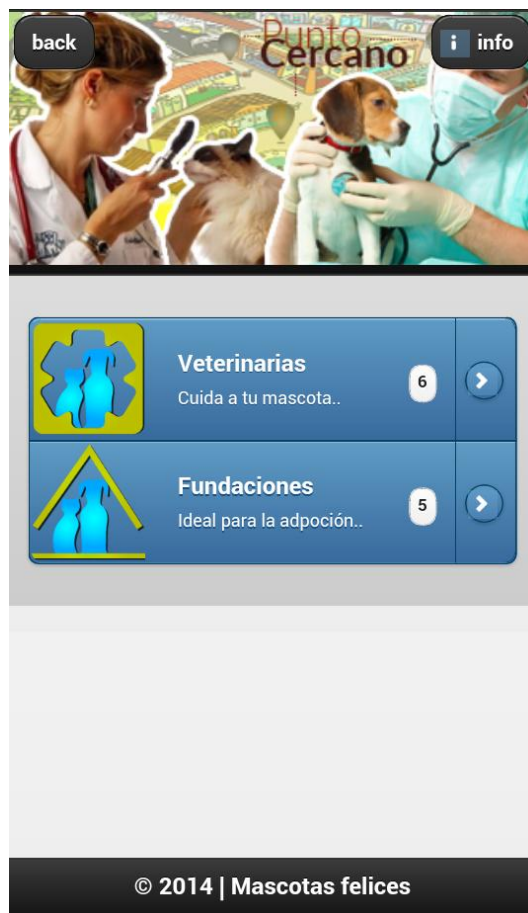 back
Punto
Cercano
i info
Veterinarias
Cuida a tu mascota..
6
Fundaciones
Ideal para la adpoción..
5
© 2014 | Mascotas felices